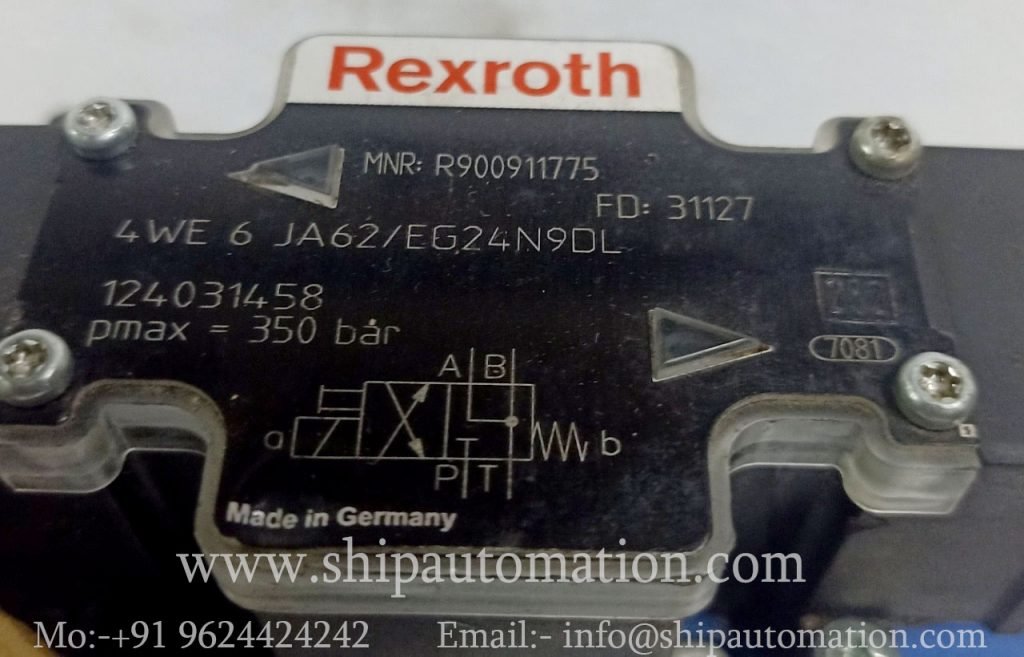 Rexroth
MNR: R900911775
FD: 31127
4WE 6 JA62/EG24N9DL
124031458
pmax = 350 bar
7081
A B
a b
T
P T
Made in Germany
www.shipautomation.com
Mo:-+91 9624424242 Email:- info@shipautomation.com